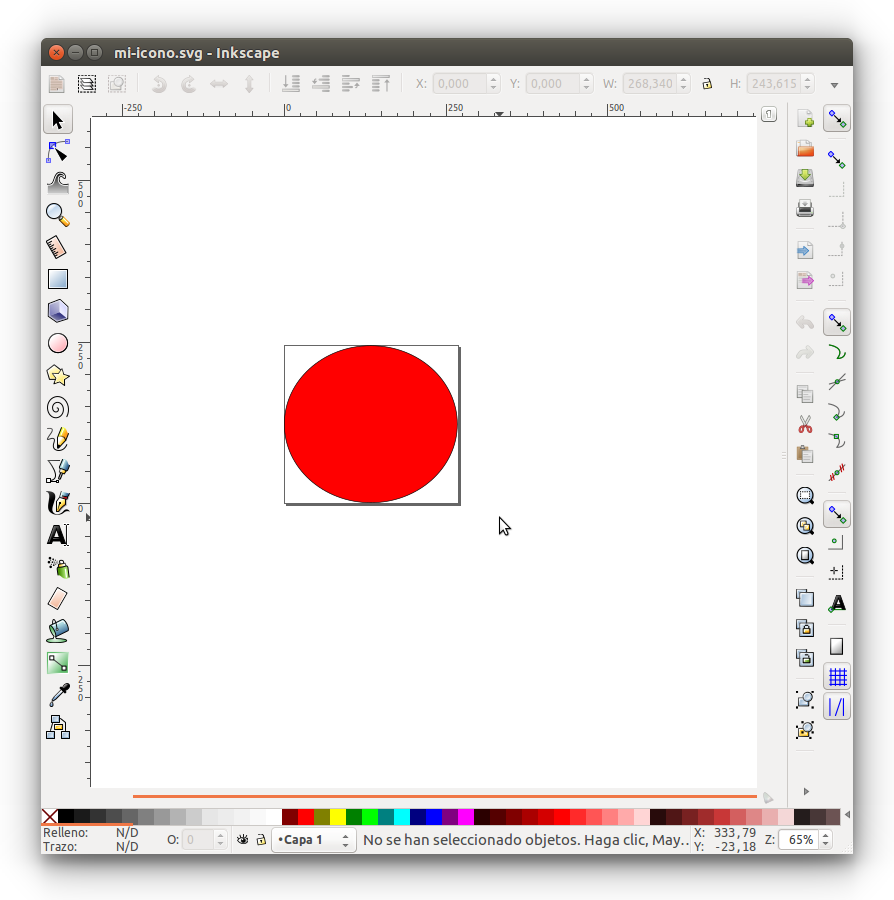 mi-icono.svg - Inkscape
X: 0,000 Y: 0,000 W: 268,340 H: 243,615
-250 0 250 500
500
250
0
-250
A
A
Relleno: N/D O: 0 •Capa 1 No se han seleccionado objetos. Haga clic, May.. X: 333,79 Z: 65%
Trazo: N/D Y: -23,18